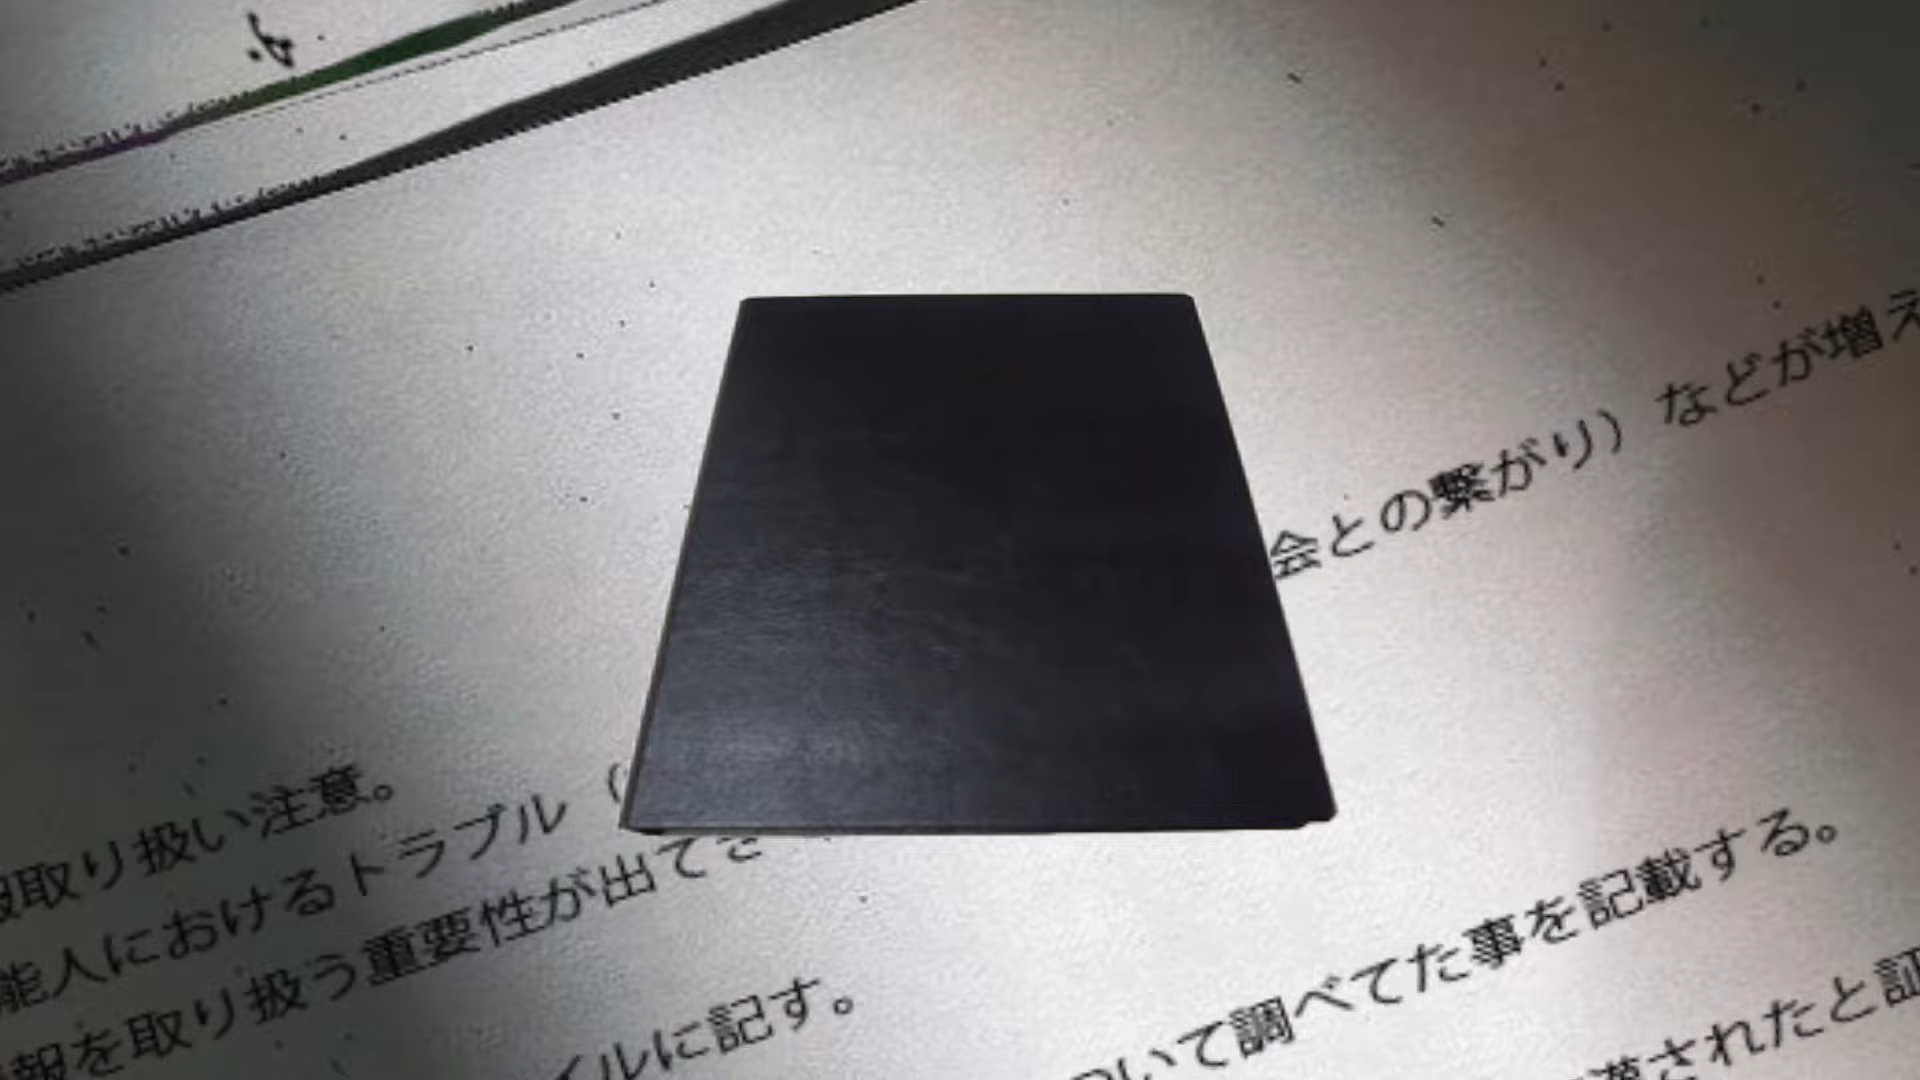 取り扱い注意。
能人におけるトラブル（
会との繋がり）などが増え
報を取り扱う重要性が出てき
イルに記す。
ついて調べてた事を記載する。
されたと証